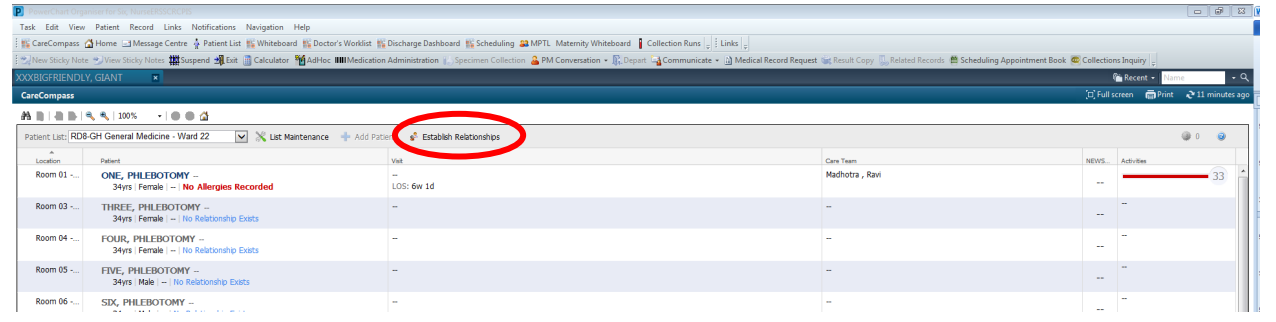 PowerChart Organizer for
Task Edit View Patient Record Links Notifications Navigation Help
CareCompass Home Message Centre Patient List Whiteboard Doctor's Worklist Discharge Dashboard Scheduling MPTL Maternity Whiteboard Collection Runs Links
New Sticky Note View Sticky Notes Suspend Exit Calculator AdHoc Medication Administration Specimen Collection PM Conversation Depart Communicate Medical Record Request Result Copy Related Records Scheduling Appointment Book Collections Inquiry
XXXBIGFRIENDLY, GIANT Recent Name
CareCompass Full screen Print 11 minutes ago
100%
Patient List: RD8-GH General Medicine - Ward 22 List Maintenance Add Patient Establish Relationships 0
Location Patient Visit Care Team NEWS... Activities
Room 01 -... ONE, PHLEBOTOMY -- -- Madhotra , Ravi -- 33
34yrs | Female | -- | No Allergies Recorded LOS: 6w 1d
Room 03 -... THREE, PHLEBOTOMY -- -- -- -- --
34yrs | Female | -- | No Relationship Exists
Room 04 -... FOUR, PHLEBOTOMY -- -- -- -- --
34yrs | Female | -- | No Relationship Exists
Room 05 -... FIVE, PHLEBOTOMY -- -- -- -- --
34yrs | Male | -- | No Relationship Exists
Room 06 -... SIX, PHLEBOTOMY -- -- -- -- --